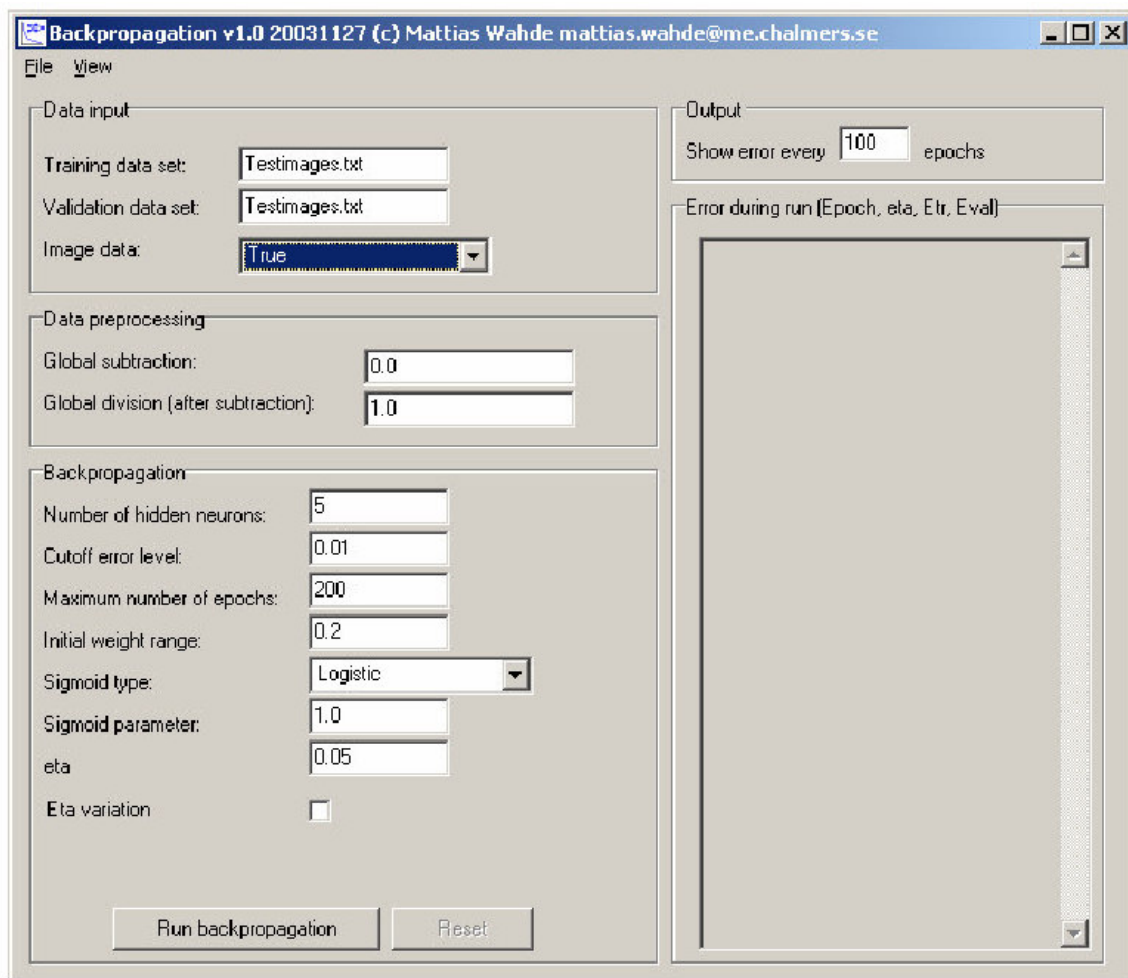 Backpropagation v1.0 20031127 (c) Mattias Wahde mattias.wahde@me.chalmers.se
File View
Data input
Training data set: Testimages.txt
Validation data set: Testimages.txt
Image data: True
Data preprocessing
Global subtraction: 0.0
Global division (after subtraction): 1.0
Backpropagation
Number of hidden neurons: 5
Cutoff error level: 0.01
Maximum number of epochs: 200
Initial weight range: 0.2
Sigmoid type: Logistic
Sigmoid parameter: 1.0
eta 0.05
Eta variation
Run backpropagation Reset
Output
Show error every 100 epochs
Error during run (Epoch, eta, Etr, Eval)